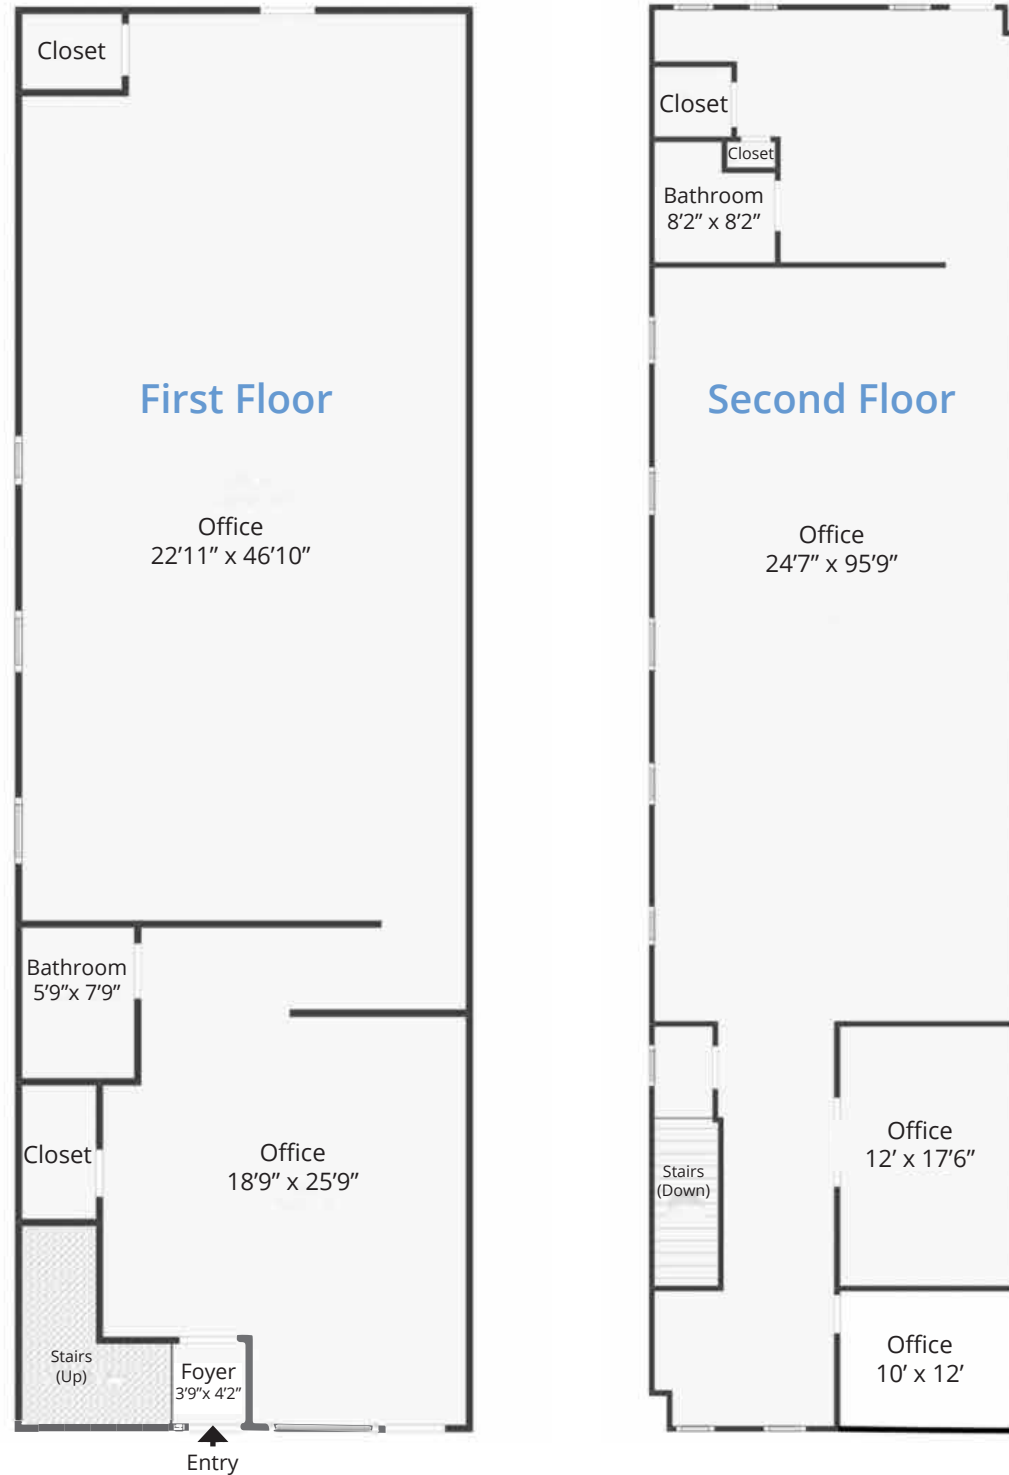 Closet
First Floor
Office
22’11” x 46’10”
Bathroom
5’9”x 7’9”
Closet
Office
18’9” x 25’9”
Stairs
(Up)
Foyer
3’9”x 4’2”
Entry
Closet
Closet
Bathroom
8’2” x 8’2”
Second Floor
Office
24’7” x 95’9”
Office
12’ x 17’6”
Stairs
(Down)
Office
10’ x 12’